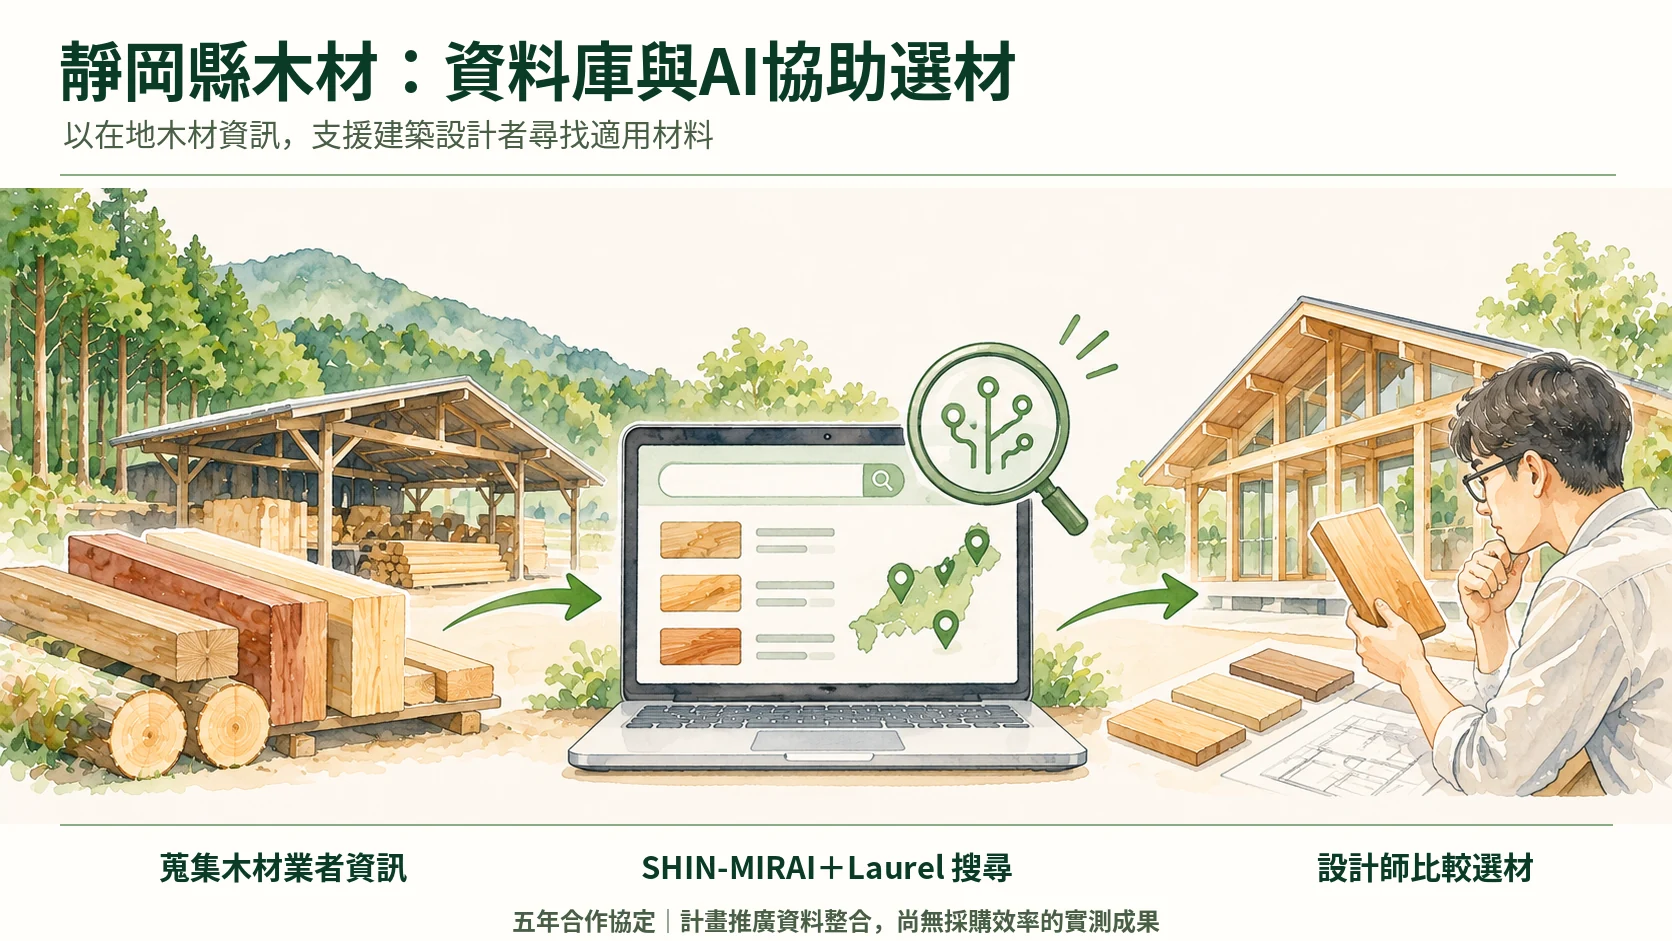 靜岡縣木材：資料庫與AI協助選材
以在地木材資訊，支援建築設計者尋找適用材料
蒐集木材業者資訊
SHIN-MIRAI＋Laurel 搜尋
設計師比較選材
五年合作協定｜計畫推廣資料整合，尚無採購效率的實測成果